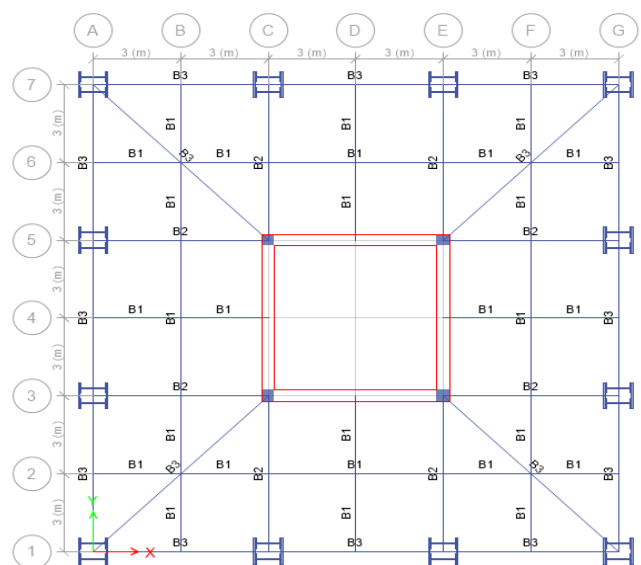 A B C D E F G
3 (m) 3 (m) 3 (m) 3 (m) 3 (m) 3 (m)
7 B3 B3 B3
3 (m) B1 B1 B1
6 B3 B1 B3 B1 B2 B1 B2 B1 B3 B1 B3
3 (m) B1 B1 B1
5 B2 B2
3 (m)
4 B3 B1 B1 B1 B1 B1 B1 B3
3 (m)
3 B2 B2
3 (m) B1 B1 B1
2 B3 B1 B3 B1 B2 B1 B2 B1 B3 B1 B3
Y
3 (m) B1 B1 B1
1 X B3 B3 B3